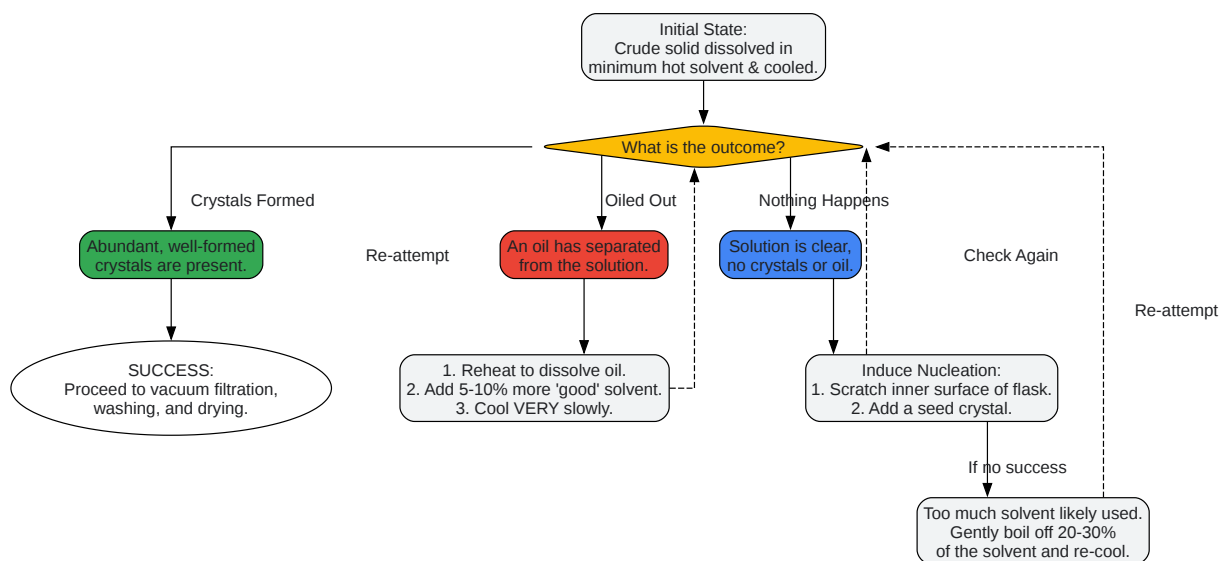 Initial State:
Crude solid dissolved in
minimum hot solvent & cooled.
What is the outcome?
Crystals Formed
Oiled Out
Nothing Happens
Abundant, well-formed
crystals are present.
Re-attempt
An oil has separated
from the solution.
Solution is clear,
no crystals or oil.
Check Again
Re-attempt
SUCCESS:
Proceed to vacuum filtration,
washing, and drying.
1. Reheat to dissolve oil.
2. Add 5-10% more 'good' solvent.
3. Cool VERY slowly.
Induce Nucleation:
1. Scratch inner surface of flask.
2. Add a seed crystal.
If no success
Too much solvent likely used.
Gently boil off 20-30%
of the solvent and re-cool.